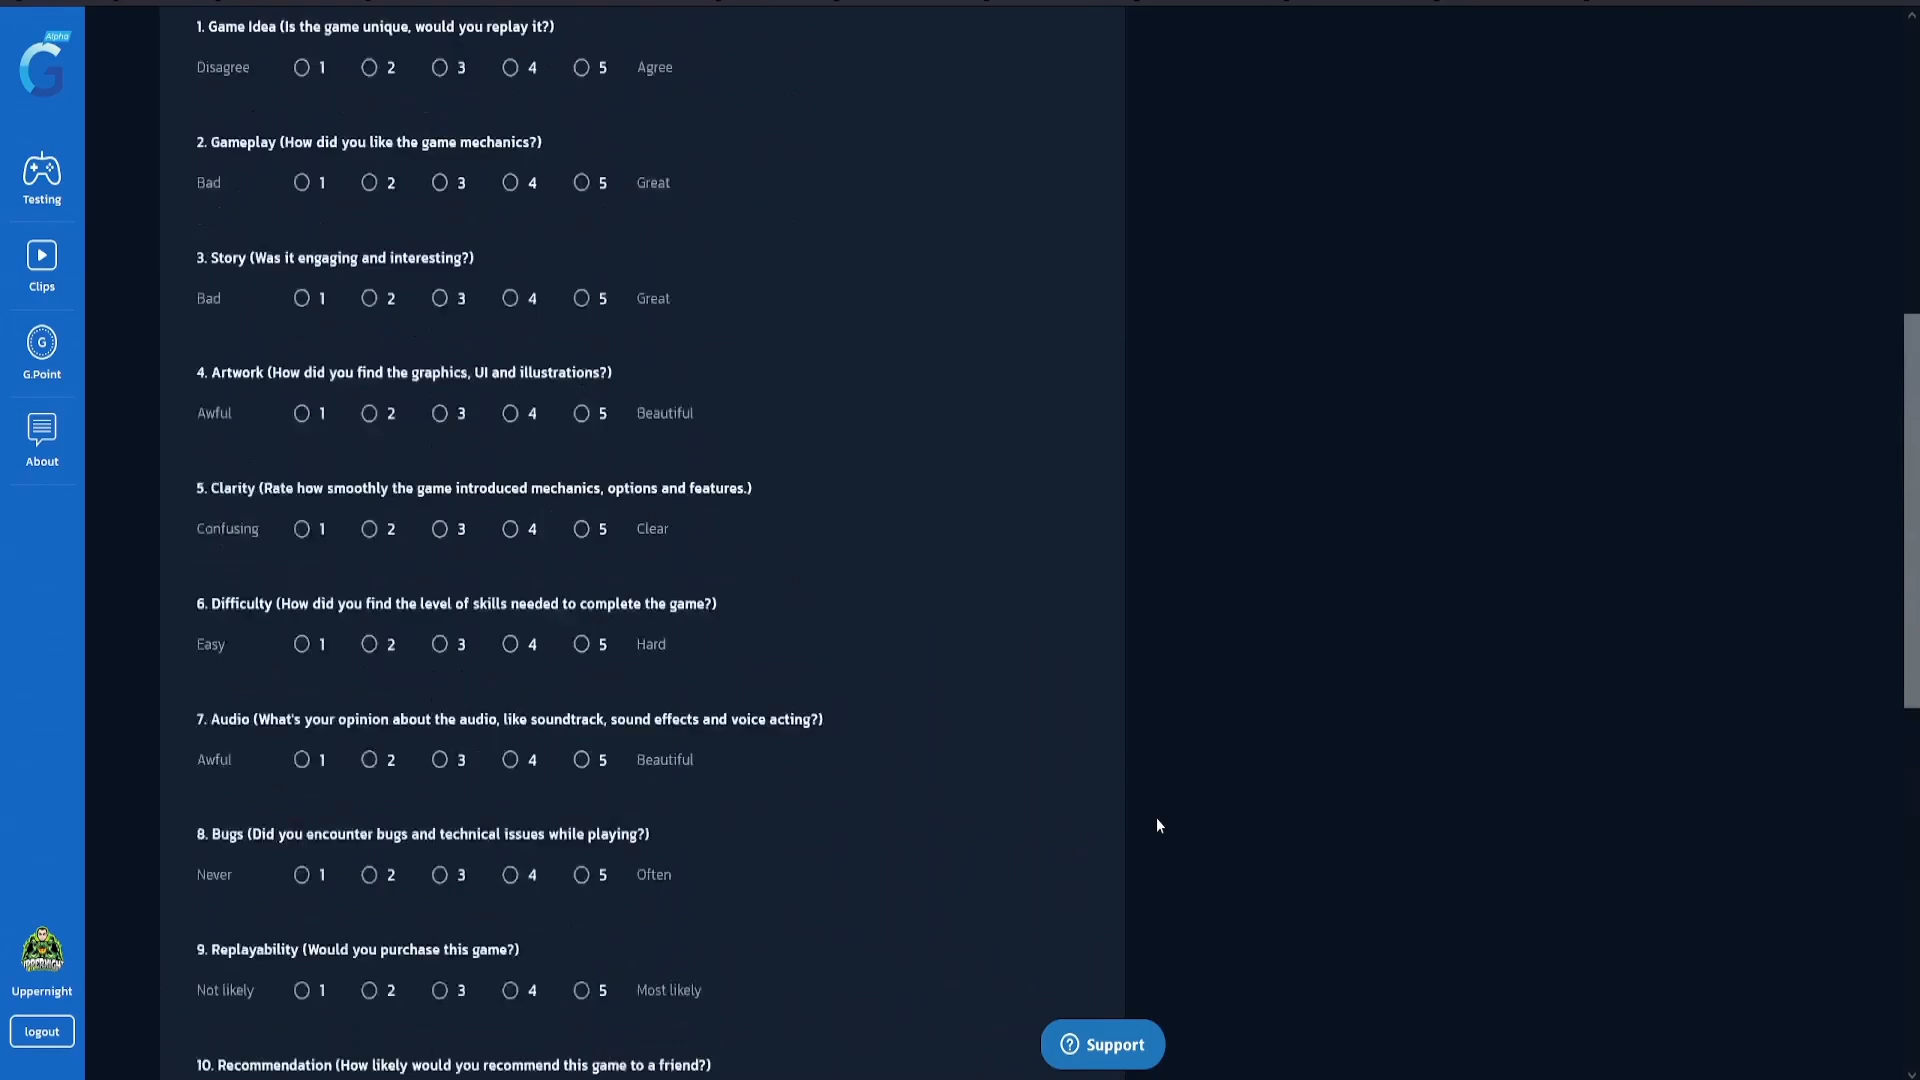 Alpha
G
Testing
Clips
G
G.Point
About
1. Game Idea (Is the game unique, would you replay it?)
Disagree 1 2 3 4 5 Agree
2. Gameplay (How did you like the game mechanics?)
Bad 1 2 3 4 5 Great
3. Story (Was it engaging and interesting?)
Bad 1 2 3 4 5 Great
4. Artwork (How did you find the graphics, UI and illustrations?)
Awful 1 2 3 4 5 Beautiful
5. Clarity (Rate how smoothly the game introduced mechanics, options and features.)
Confusing 1 2 3 4 5 Clear
6. Difficulty (How did you find the level of skills needed to complete the game?)
Easy 1 2 3 4 5 Hard
7. Audio (What's your opinion about the audio, like soundtrack, sound effects and voice acting?)
Awful 1 2 3 4 5 Beautiful
8. Bugs (Did you encounter bugs and technical issues while playing?)
Never 1 2 3 4 5 Often
9. Replayability (Would you purchase this game?)
Not likely 1 2 3 4 5 Most likely
10. Recommendation (How likely would you recommend this game to a friend?)
Uppernight
logout
? Support